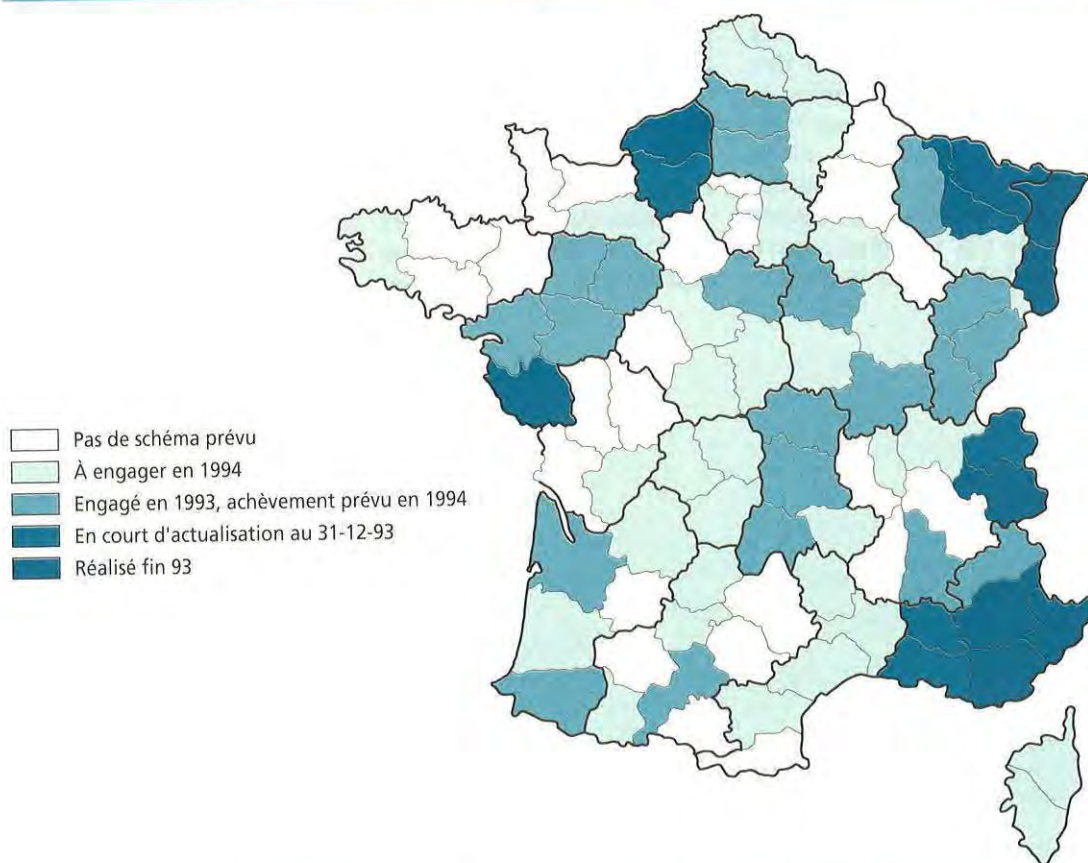 Pas de schéma prévu
À engager en 1994
Engagé en 1993, achèvement prévu en 1994
En court d'actualisation au 31-12-93
Réalisé fin 93